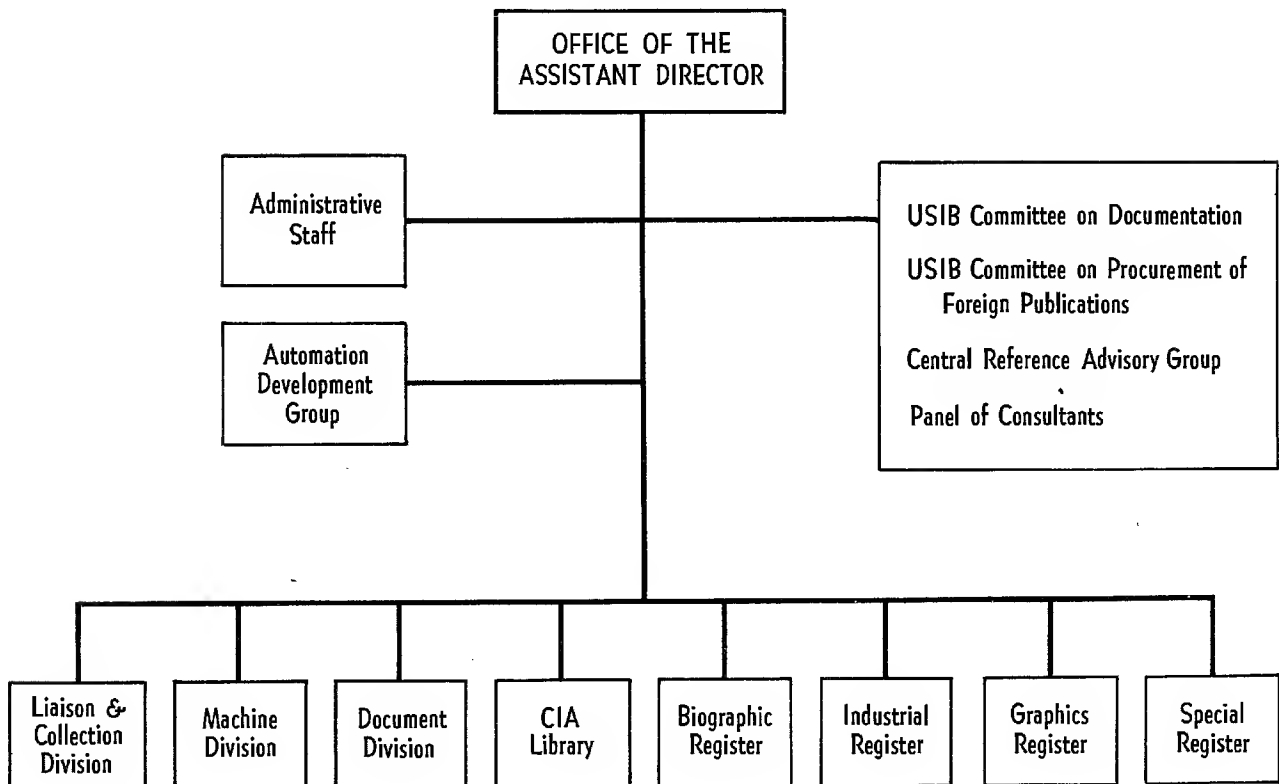 OFFICE OF THE
ASSISTANT DIRECTOR
Administrative
Staff
USIB Committee on Documentation
USIB Committee on Procurement of
Foreign Publications
Central Reference Advisory Group
Panel of Consultants
Automation
Development
Group
Liaison &
Collection
Division
Machine
Division
Document
Division
CIA
Library
Biographic
Register
Industrial
Register
Graphics
Register
Special
Register